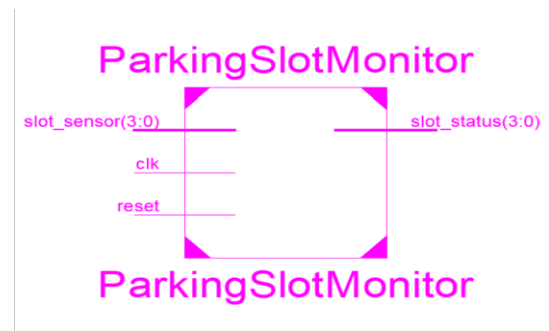 ParkingSlotMonitor
slot_sensor(3:0)
slot_status(3:0)
clk
reset
ParkingSlotMonitor